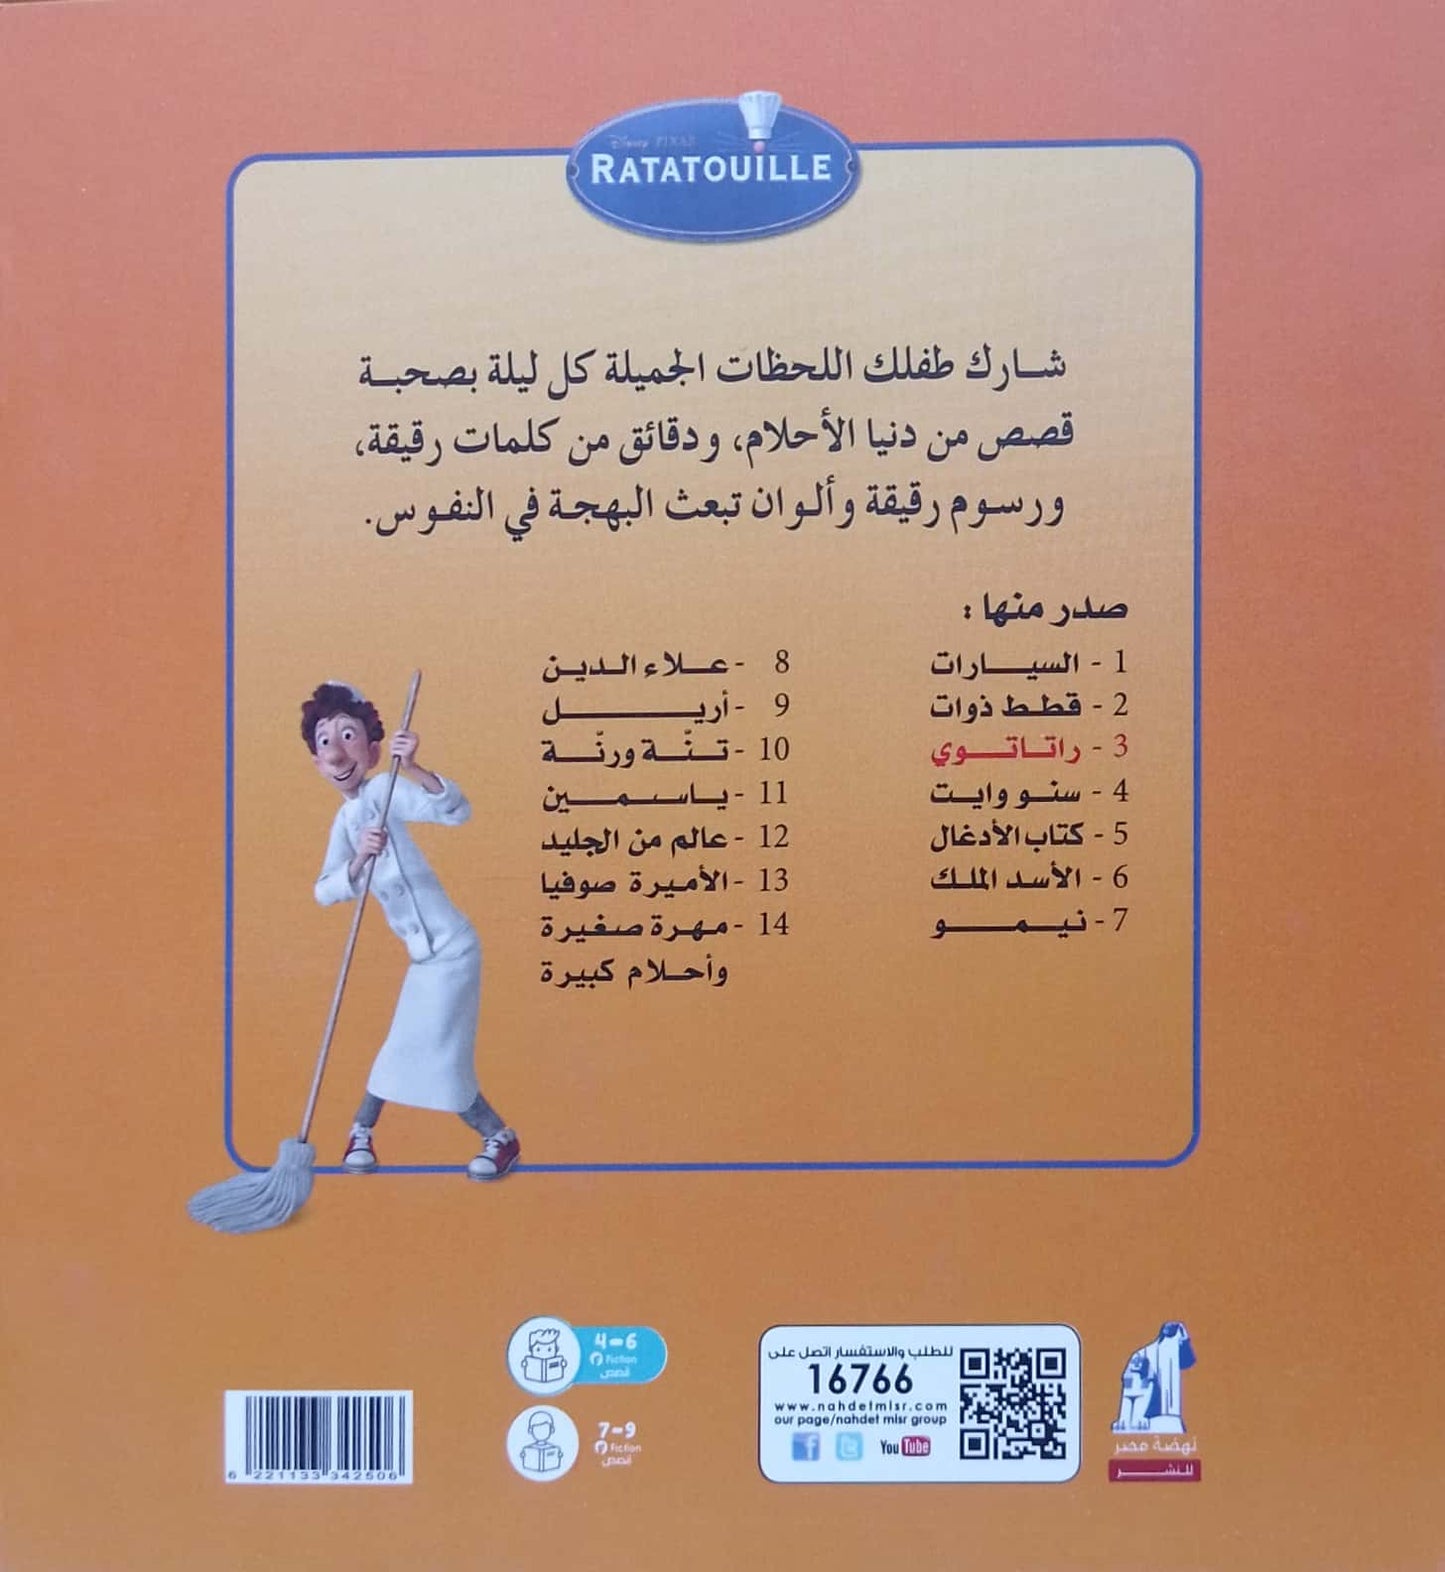 Disney PIXAR
RATATOUILLE
شارك طفلك اللحظات الجميلة كل ليلة بصحبة
قصص من دنيا الأحلام، ودقائق من كلمات رقيقة،
ورسوم رقيقة وألوان تبعث البهجة في النفوس.
صدر منها :
1 - السيارات
2 - قطط ذوات
3 - راتاتوي
4 - سنو وايت
5 - كتاب الأدغال
6 - الأسد الملك
7 - نيمو
8 - علاء الدين
9 - أريل
10 - تنّة ورنّة
11 - ياسمين
12 - عالم من الجليد
13 - الأميرة صوفيا
14 - مهرة صغيرة
وأحلام كبيرة
4-6
Fiction
قصص
7-9
Fiction
قصص
للطلب والاستفسار اتصل على
16766
www.nahdetmisr.com
our page/nahdet misr group
You Tube
نهضة مصر
للنشر
6 221133 342506